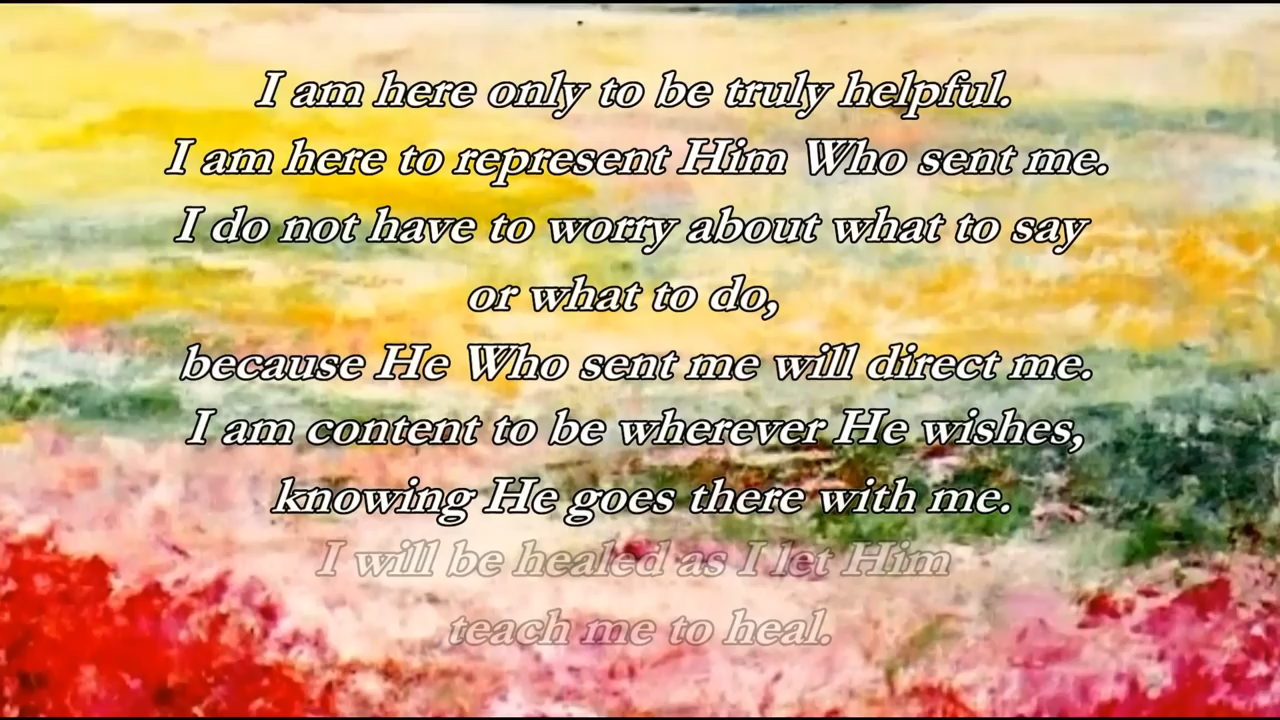 I am here only to be truly helpful.
I am here to represent Him Who sent me.
I do not have to worry about what to say
or what to do,
because He Who sent me will direct me.
I am content to be wherever He wishes,
knowing He goes there with me.
I will be healed as I let Him
teach me to heal.